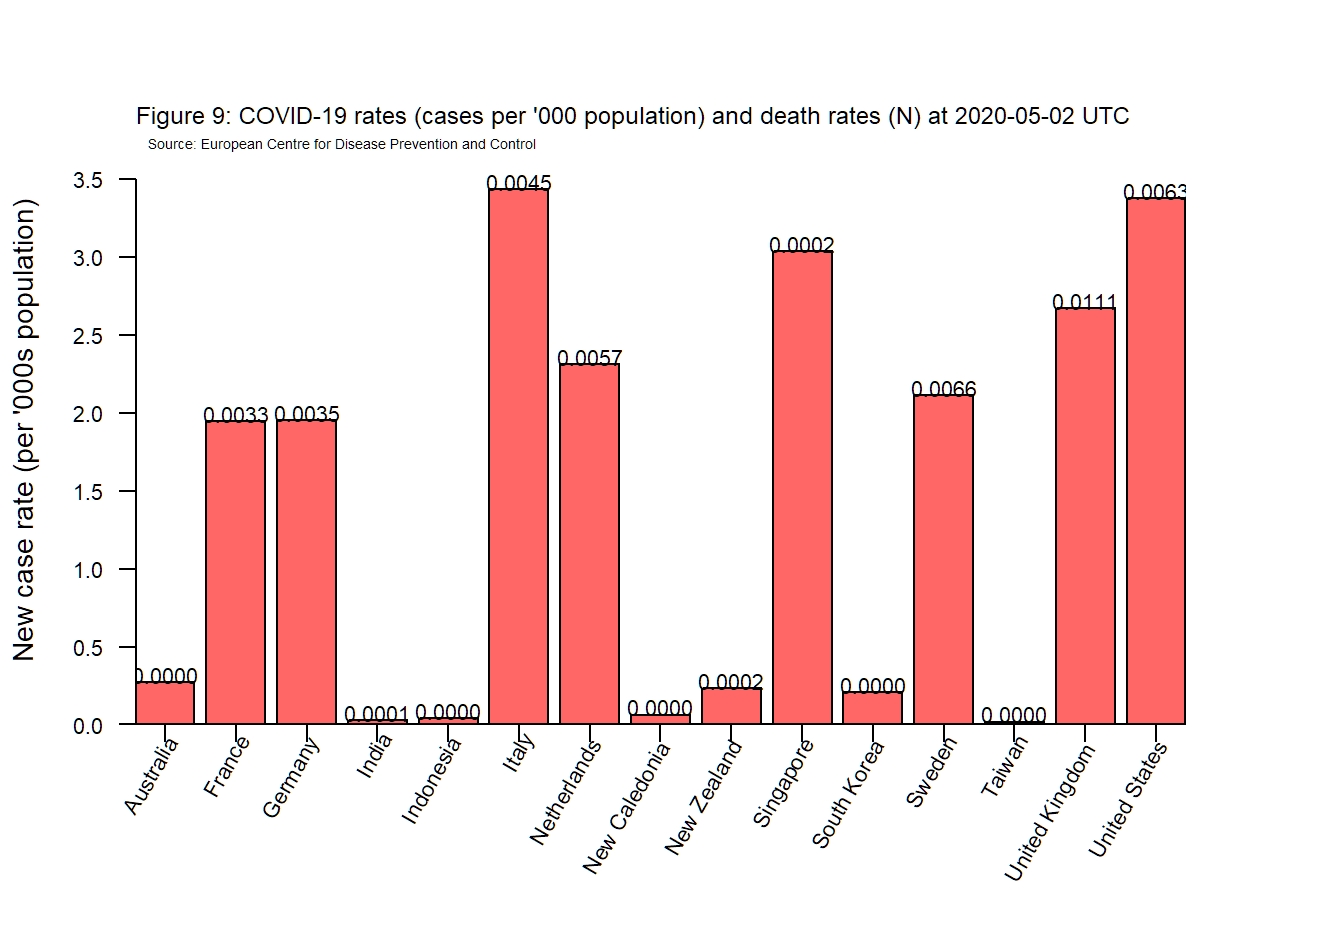 Figure 9: COVID-19 rates (cases per '000 population) and death rates (N) at 2020-05-02 UTC
Source: European Centre for Disease Prevention and Control
New case rate (per '000s population)
3.5
3.0
2.5
2.0
1.5
1.0
0.5
0.0
0.0000
0.0033
0.0035
0.0001
0.0000
0.0045
0.0057
0.0000
0.0002
0.0002
0.0000
0.0066
0.0000
0.0111
0.0063
Australia
France
Germany
India
Indonesia
Italy
Netherlands
New Caledonia
New Zealand
Singapore
South Korea
Sweden
Taiwan
United Kingdom
United States